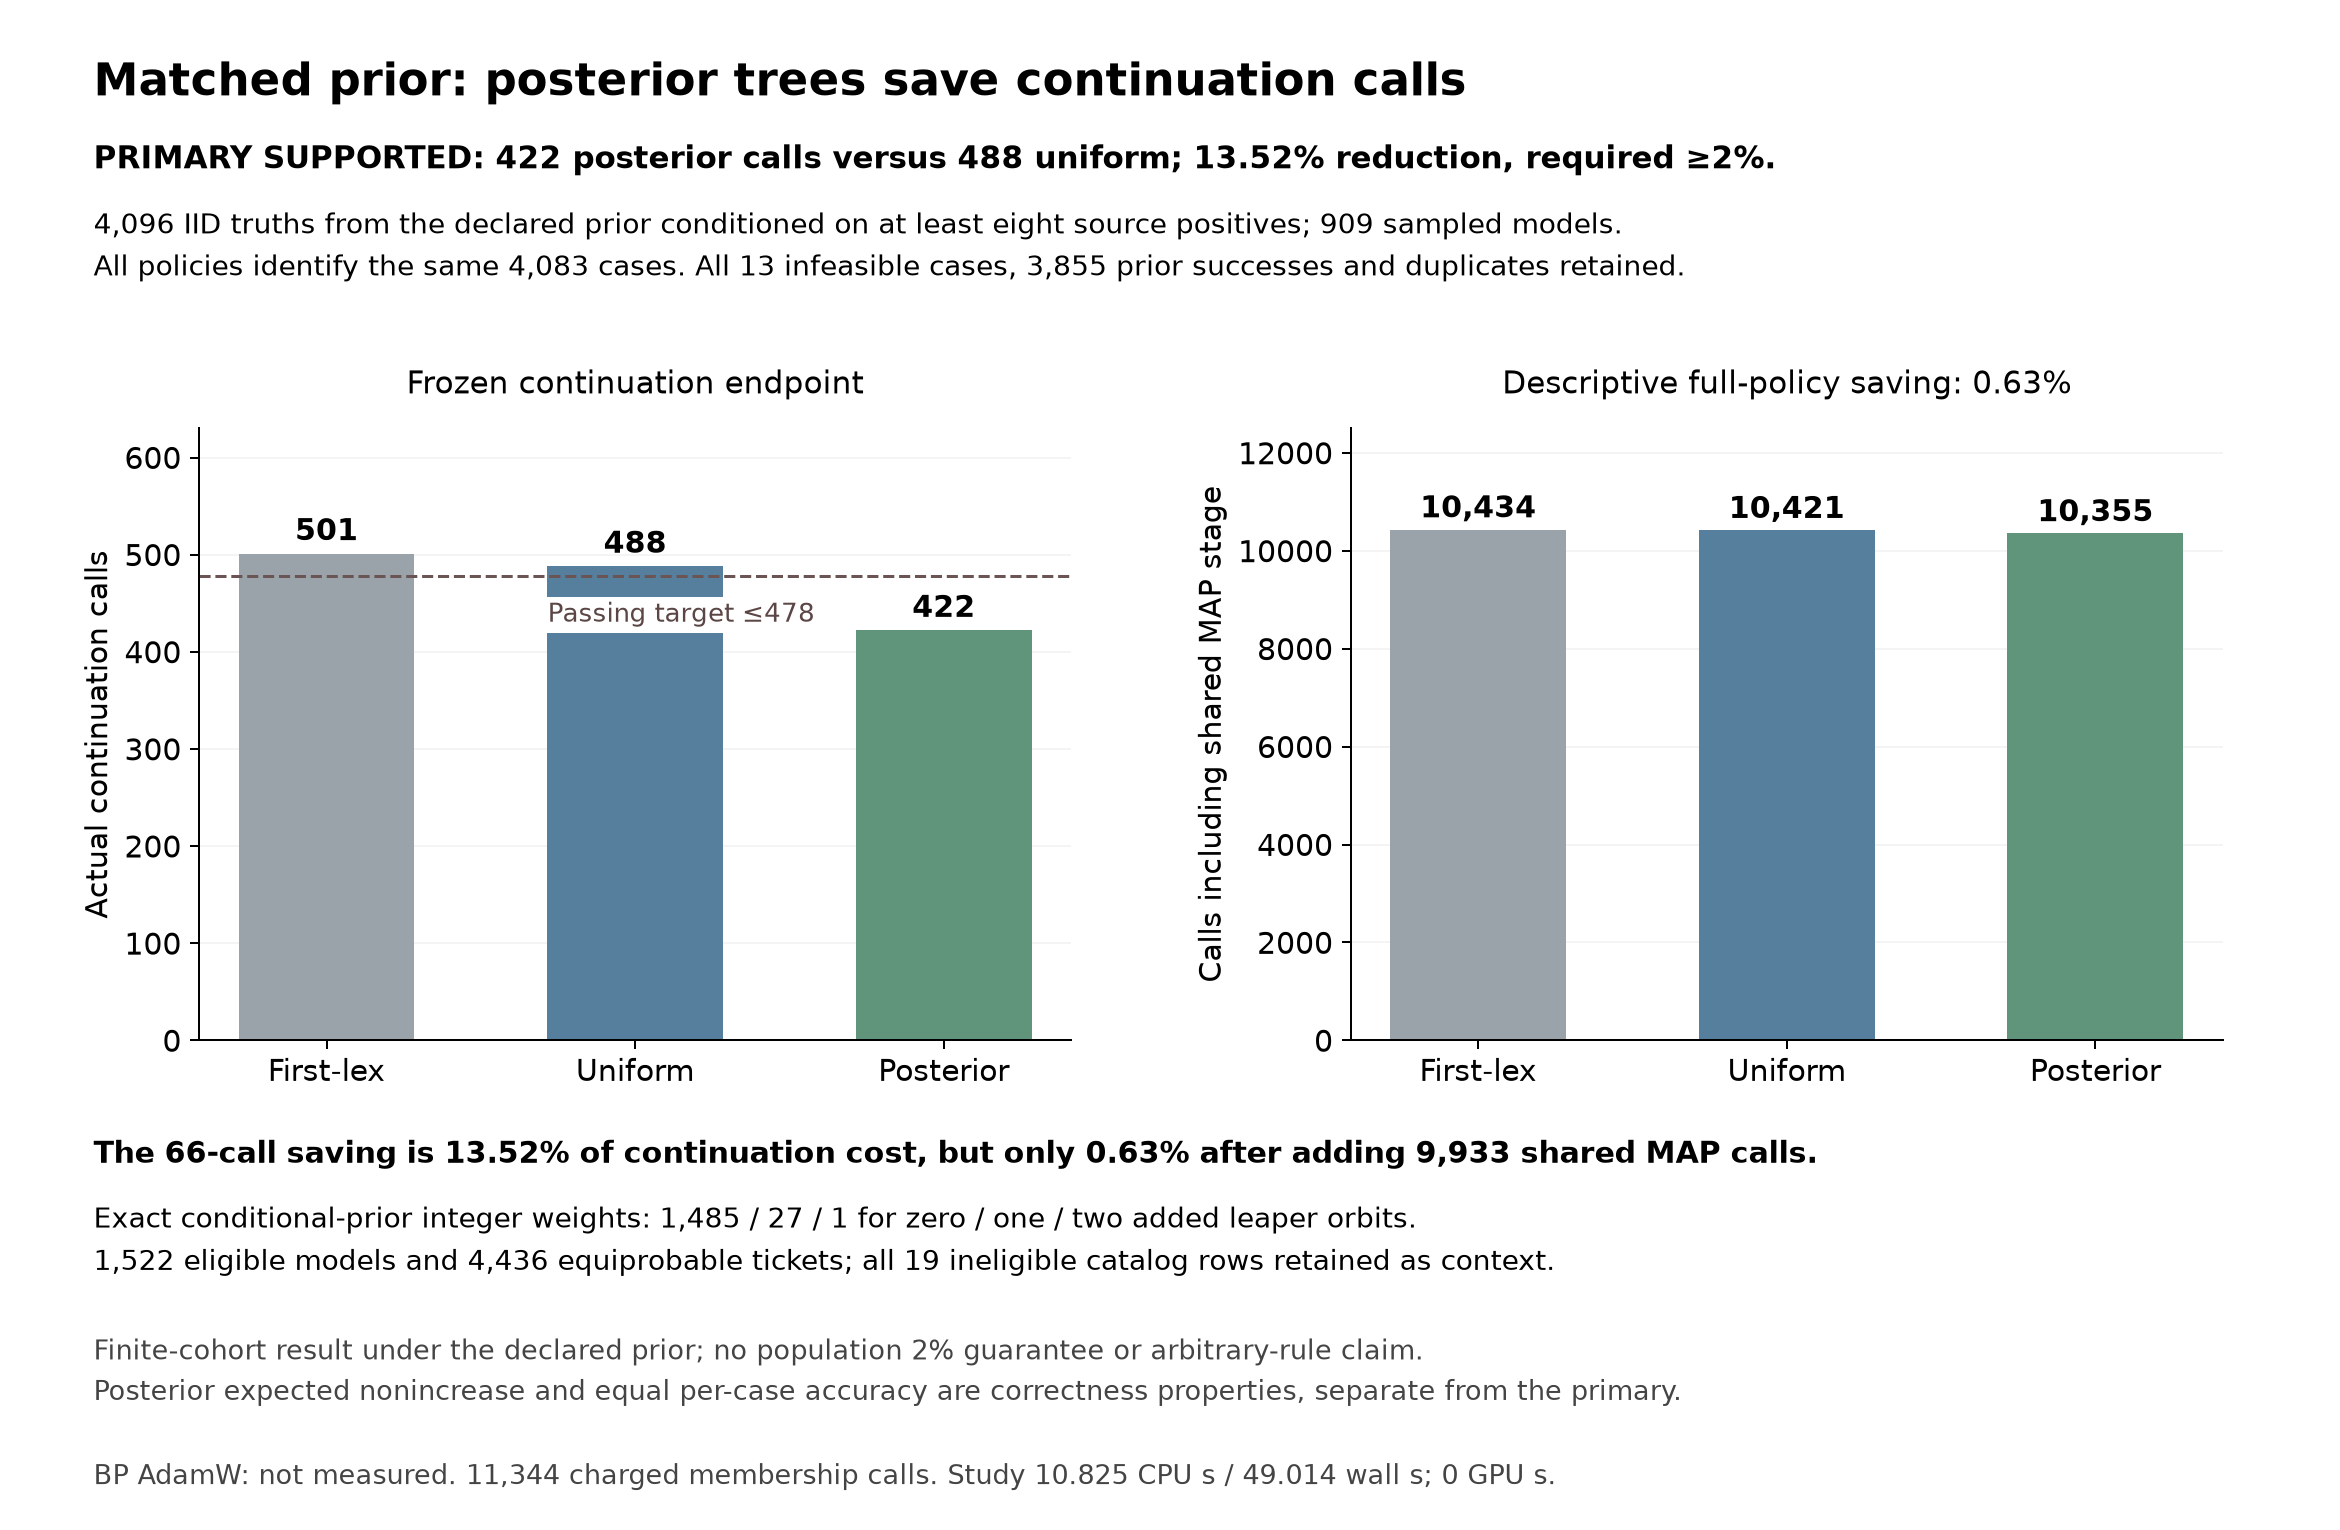 Matched prior: posterior trees save continuation calls
PRIMARY SUPPORTED: 422 posterior calls versus 488 uniform; 13.52% reduction, required ≥2%.
4,096 IID truths from the declared prior conditioned on at least eight source positives; 909 sampled models.
All policies identify the same 4,083 cases. All 13 infeasible cases, 3,855 prior successes and duplicates retained.
Frozen continuation endpoint
Actual continuation calls
600
500
400
300
200
100
0
501
488
422
Passing target ≤478
First-lex
Uniform
Posterior
Descriptive full-policy saving: 0.63%
Calls including shared MAP stage
12000
10000
8000
6000
4000
2000
0
10,434
10,421
10,355
First-lex
Uniform
Posterior
The 66-call saving is 13.52% of continuation cost, but only 0.63% after adding 9,933 shared MAP calls.
Exact conditional-prior integer weights: 1,485 / 27 / 1 for zero / one / two added leaper orbits.
1,522 eligible models and 4,436 equiprobable tickets; all 19 ineligible catalog rows retained as context.
Finite-cohort result under the declared prior; no population 2% guarantee or arbitrary-rule claim.
Posterior expected nonincrease and equal per-case accuracy are correctness properties, separate from the primary.
BP AdamW: not measured. 11,344 charged membership calls. Study 10.825 CPU s / 49.014 wall s; 0 GPU s.